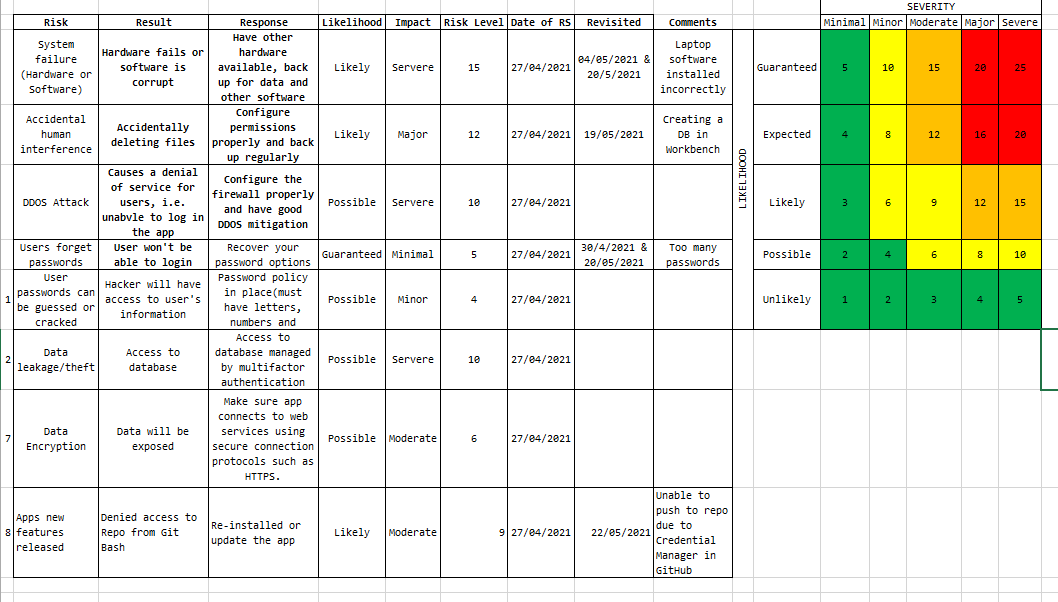 SEVERITY
Risk Result Response Likelihood Impact Risk Level Date of RS Revisited Comments Minimal Minor Moderate Major Severe
System
failure
(Hardware or
Software)
Hardware fails or
software is
corrupt
Have other
hardware
available, back
up for data and
other software
Likely
Servere
15
27/04/2021
04/05/2021 &
20/5/2021
Laptop
software
installed
incorrectly
LIKELIHOOD
Guaranteed 5 10 15 20 25
Accidental
human
interference
Accidentally
deleting files
Configure
permissions
properly and back
up regularly
Likely
Major
12
27/04/2021
19/05/2021
Creating a
DB in
Workbench
Expected 4 8 12 16 20
DDOS Attack
Causes a denial
of service for
users, i.e.
unabvle to log in
the app
Configure the
firewall properly
and have good
DDOS mitigation
Possible
Servere
10
27/04/2021
Likely 3 6 9 12 15
Users forget
passwords
User won't be
able to login
Recover your
password options
Guaranteed
Minimal
5
27/04/2021
30/4/2021 &
20/05/2021
Too many
passwords
Possible 2 4 6 8 10
1
User
passwords can
be guessed or
cracked
Hacker will have
access to user's
information
Password policy
in place(must
have letters,
numbers and
Possible
Minor
4
27/04/2021
Unlikely 1 2 3 4 5
2
Data
leakage/theft
Access to
database
Access to
database managed
by multifactor
authentication
Possible
Servere
10
27/04/2021
7
Data
Encryption
Data will be
exposed
Make sure app
connects to web
services using
secure connection
protocols such as
HTTPS.
Possible
Moderate
6
27/04/2021
8
Apps new
features
released
Denied access to
Repo from Git
Bash
Re-installed or
update the app
Likely
Moderate
9
27/04/2021
22/05/2021
Unable to
push to repo
due to
Credential
Manager in
GitHub